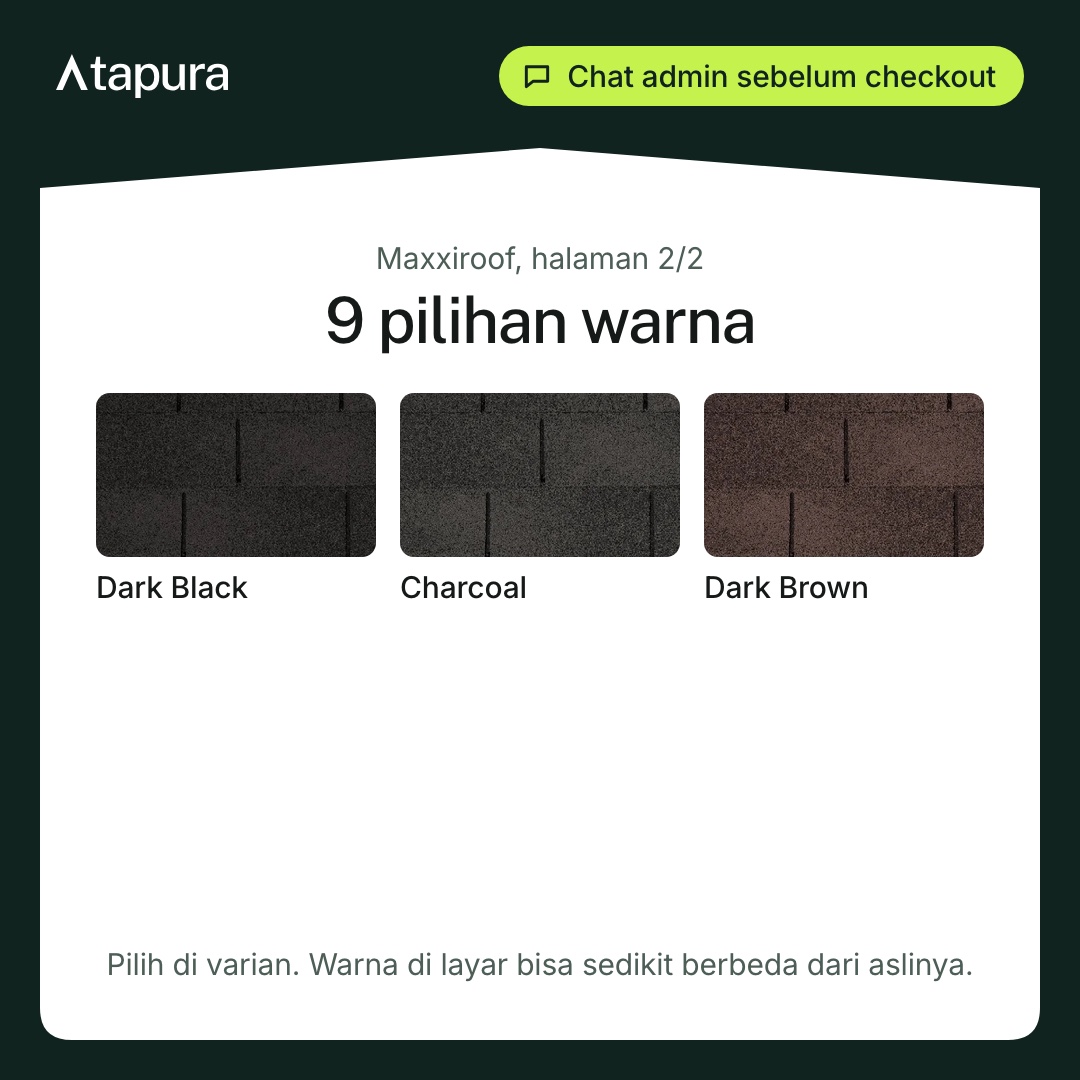 Atapura
Chat admin sebelum checkout
Maxxiroof, halaman 2/2
9 pilihan warna
Dark Black
Charcoal
Dark Brown
Pilih di varian. Warna di layar bisa sedikit berbeda dari aslinya.